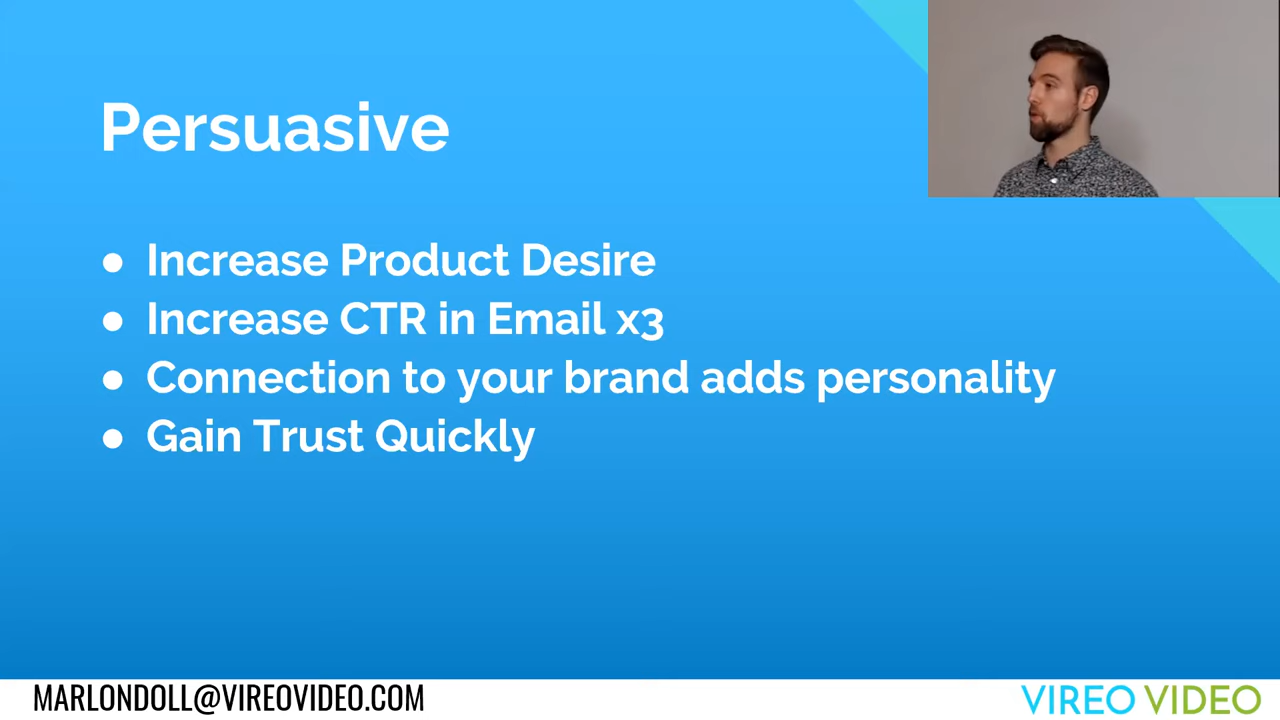 Persuasive
● Increase Product Desire
● Increase CTR in Email x3
● Connection to your brand adds personality
● Gain Trust Quickly
MARLONDOLL@VIREOVIDEO.COM
VIREO VIDEO